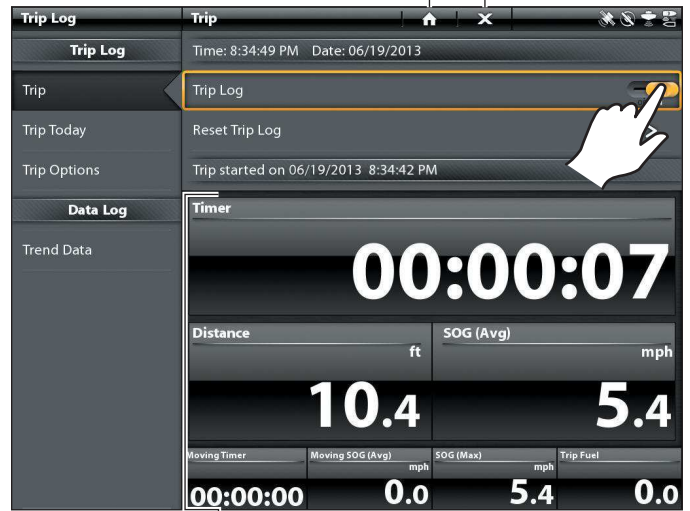 Trip Log
Trip
Trip Log
Trip
Trip Today
Trip Options
Data Log
Trend Data
Time: 8:34:49 PM Date: 06/19/2013
Trip Log
Reset Trip Log
Trip started on 06/19/2013 8:34:42 PM
Timer
00:00:07
Distance
ft
10.4
SOG (Avg)
mph
5.4
Moving Timer
00:00:00
Moving SOG (Avg)
mph
0.0
SOG (Max)
mph
5.4
Trip Fuel
0.0